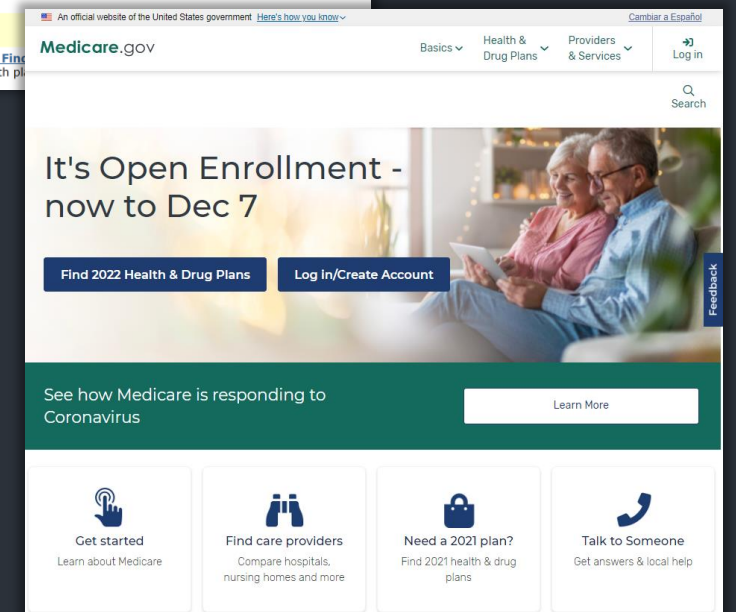 Find
th pl
An official website of the United States government Here's how you know
Cambiar a Español
Medicare.gov
Basics
Health &
Drug Plans
Providers
& Services
Log in
Search
It's Open Enrollment -
now to Dec 7
Find 2022 Health & Drug Plans
Log in/Create Account
Feedback
See how Medicare is responding to
Coronavirus
Learn More
Get started
Learn about Medicare
Find care providers
Compare hospitals,
nursing homes and more
Need a 2021 plan?
Find 2021 health & drug
plans
Talk to Someone
Get answers & local help